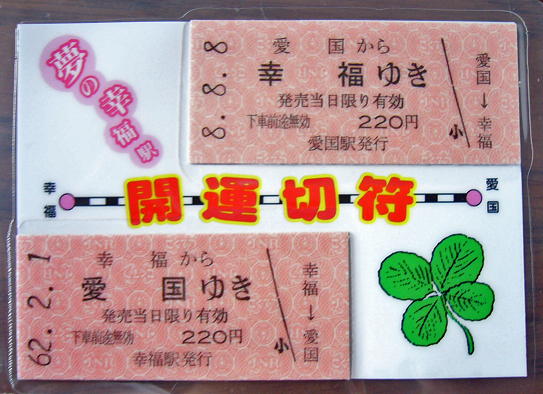 夢の幸福駅
8.8.8
愛国から
幸福ゆき
発売当日限り有効
下車前途無効 220円
愛国駅発行
小
愛国→幸福
幸福
開運切符
愛国
62.2.1
幸福から
愛国ゆき
発売当日限り有効
下車前途無効 220円
幸福駅発行
小
幸福→愛国